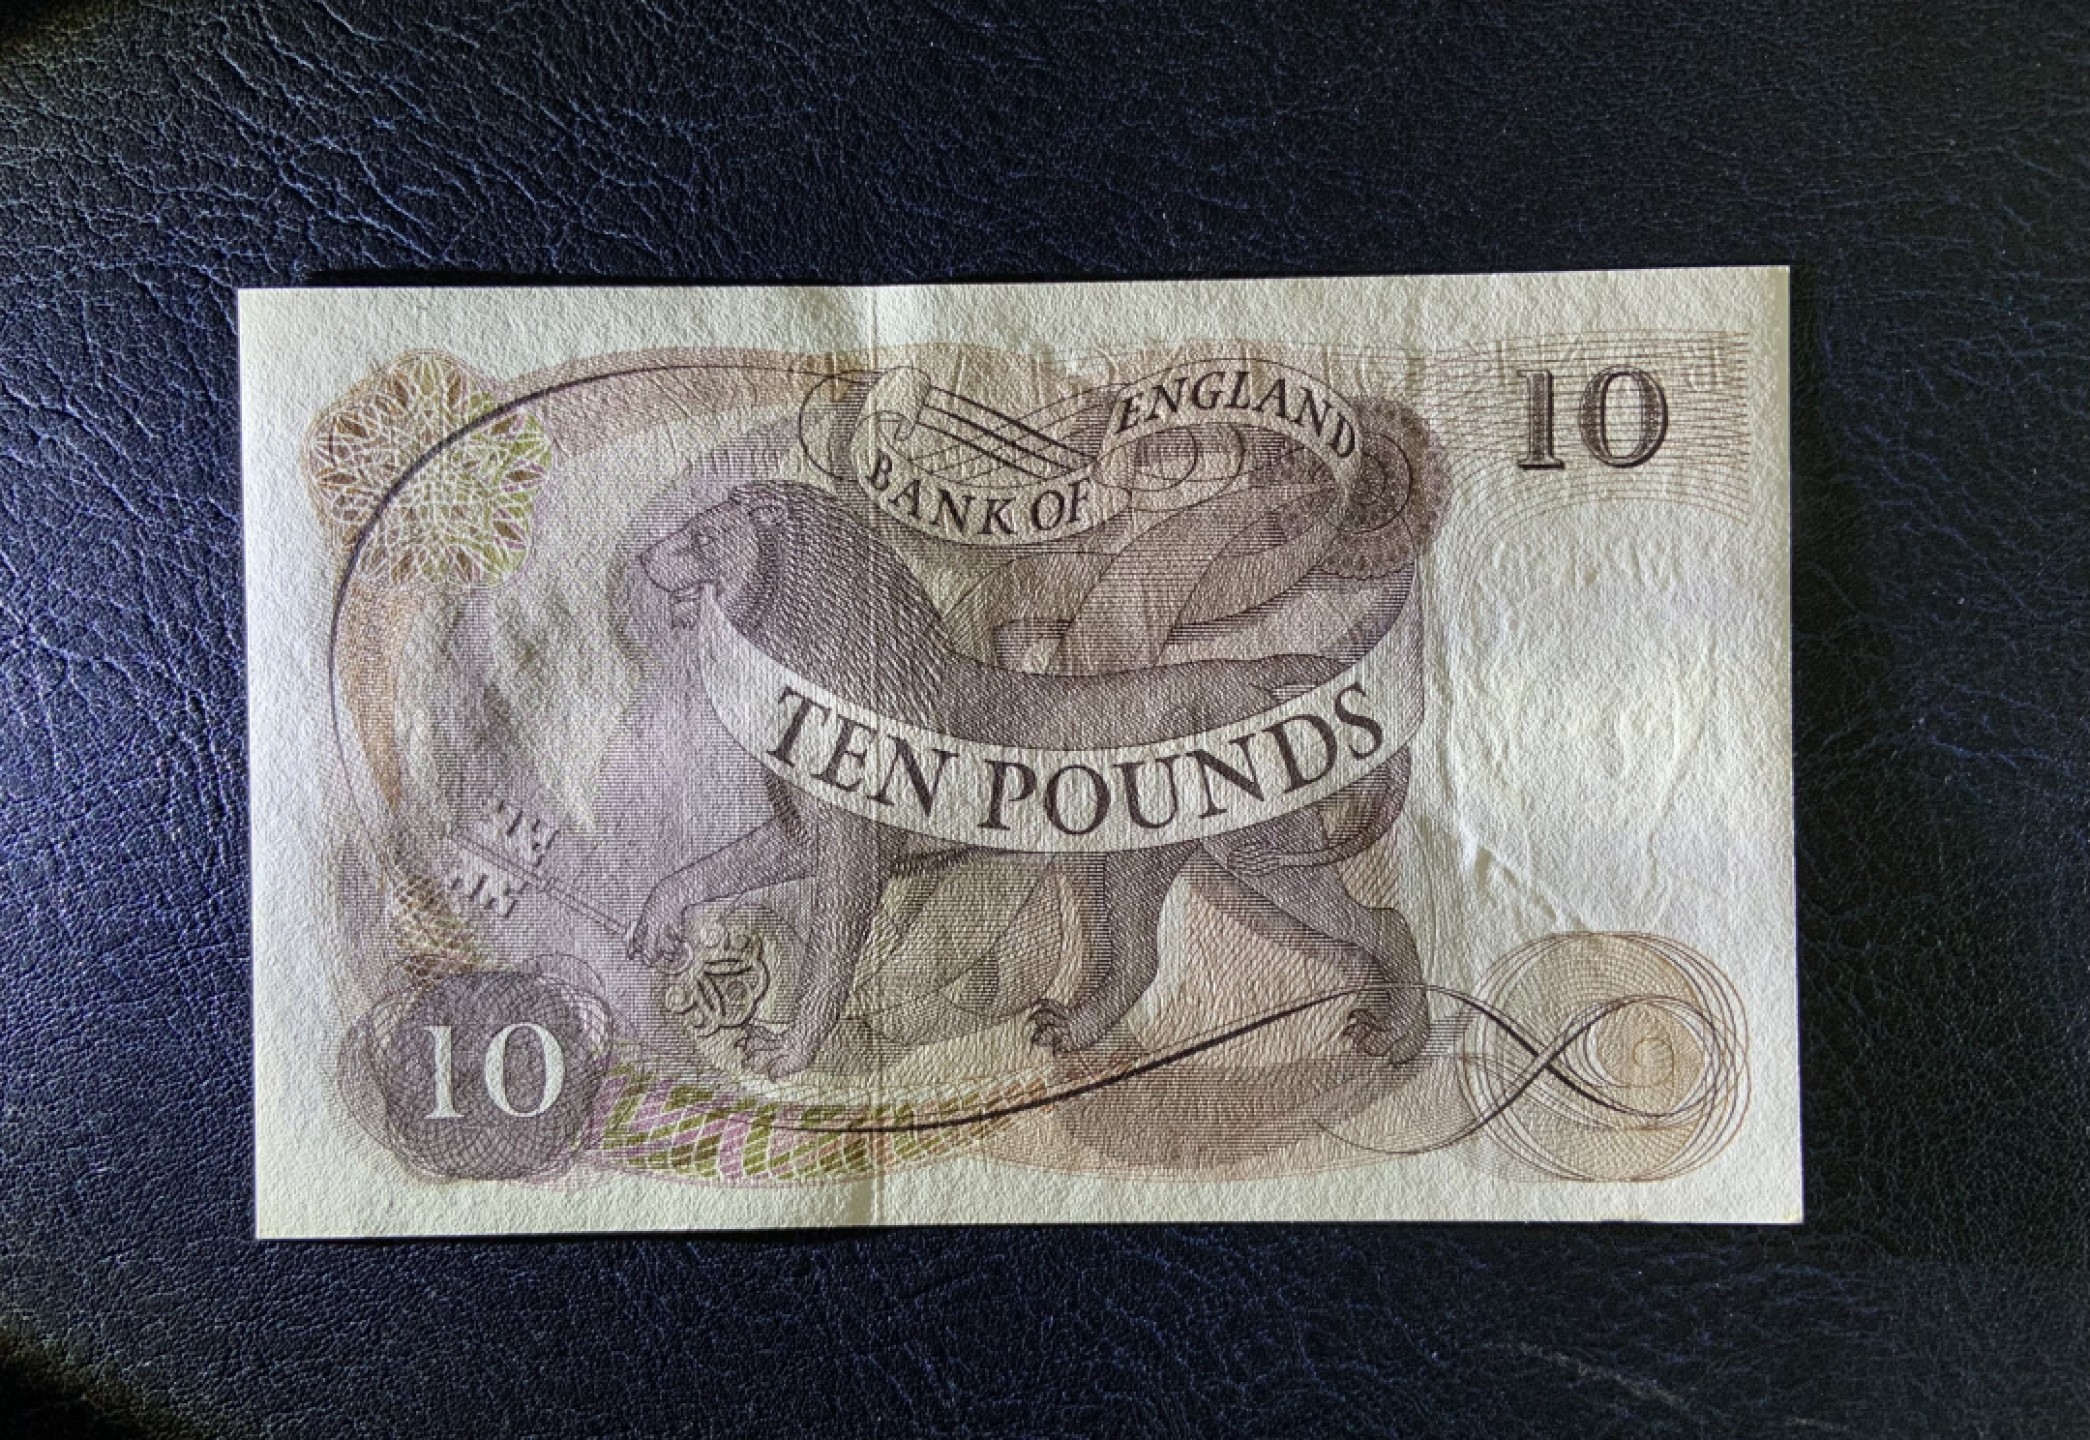 BANK OF ENGLAND
10
TEN POUNDS
10